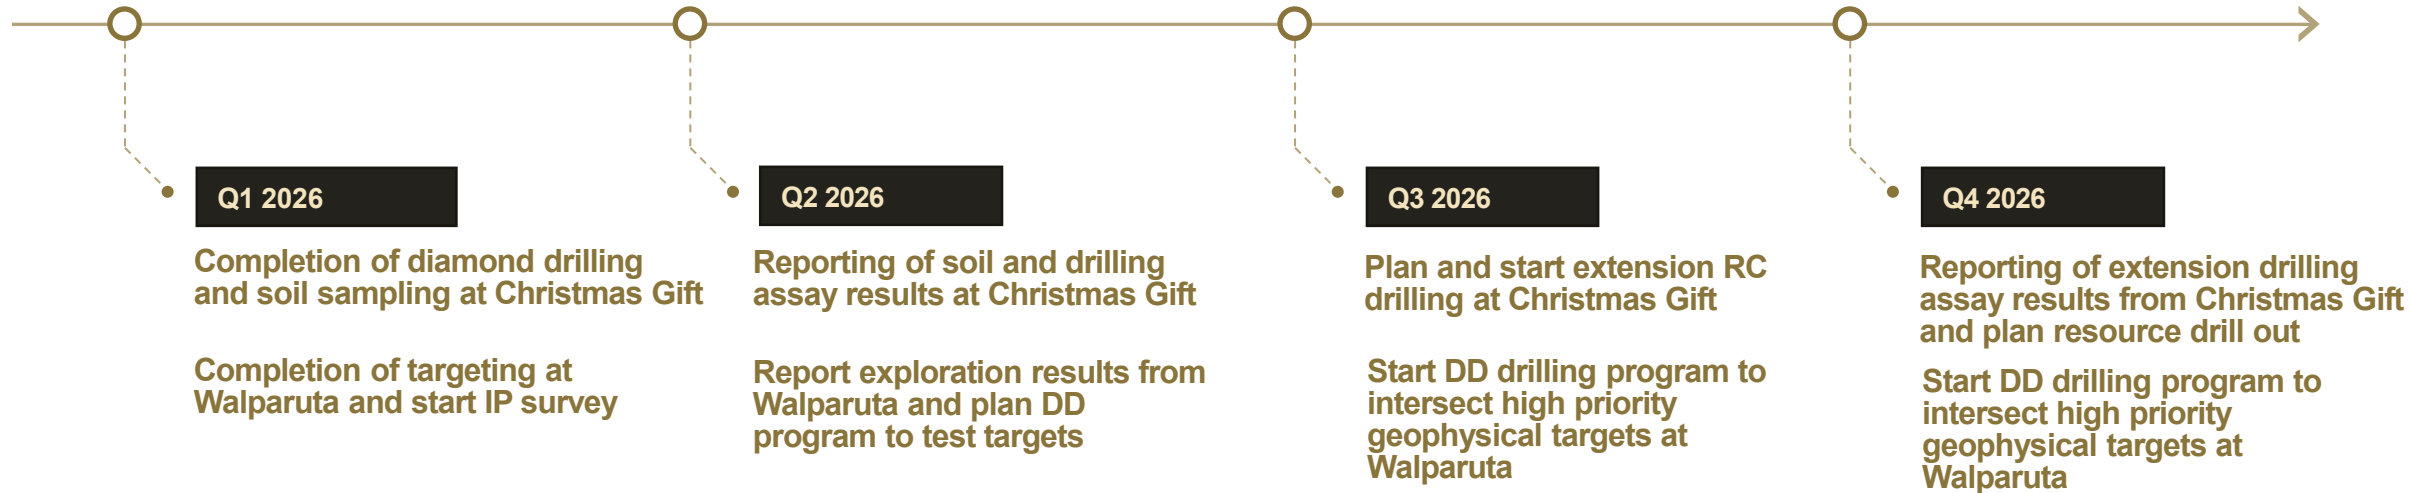 Q1 2026
Completion of diamond drilling
and soil sampling at Christmas Gift
Completion of targeting at
Walparuta and start IP survey
Q2 2026
Reporting of soil and drilling
assay results at Christmas Gift
Report exploration results from
Walparuta and plan DD
program to test targets
Q3 2026
Plan and start extension RC
drilling at Christmas Gift
Start DD drilling program to
intersect high priority
geophysical targets at
Walparuta
Q4 2026
Reporting of extension drilling
assay results from Christmas Gift
and plan resource drill out
Start DD drilling program to
intersect high priority
geophysical targets at
Walparuta